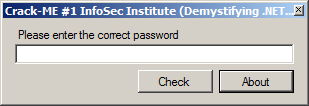 Crack-ME #1 InfoSec Institute (Demystifying .NET...
Please enter the correct password
Check
About